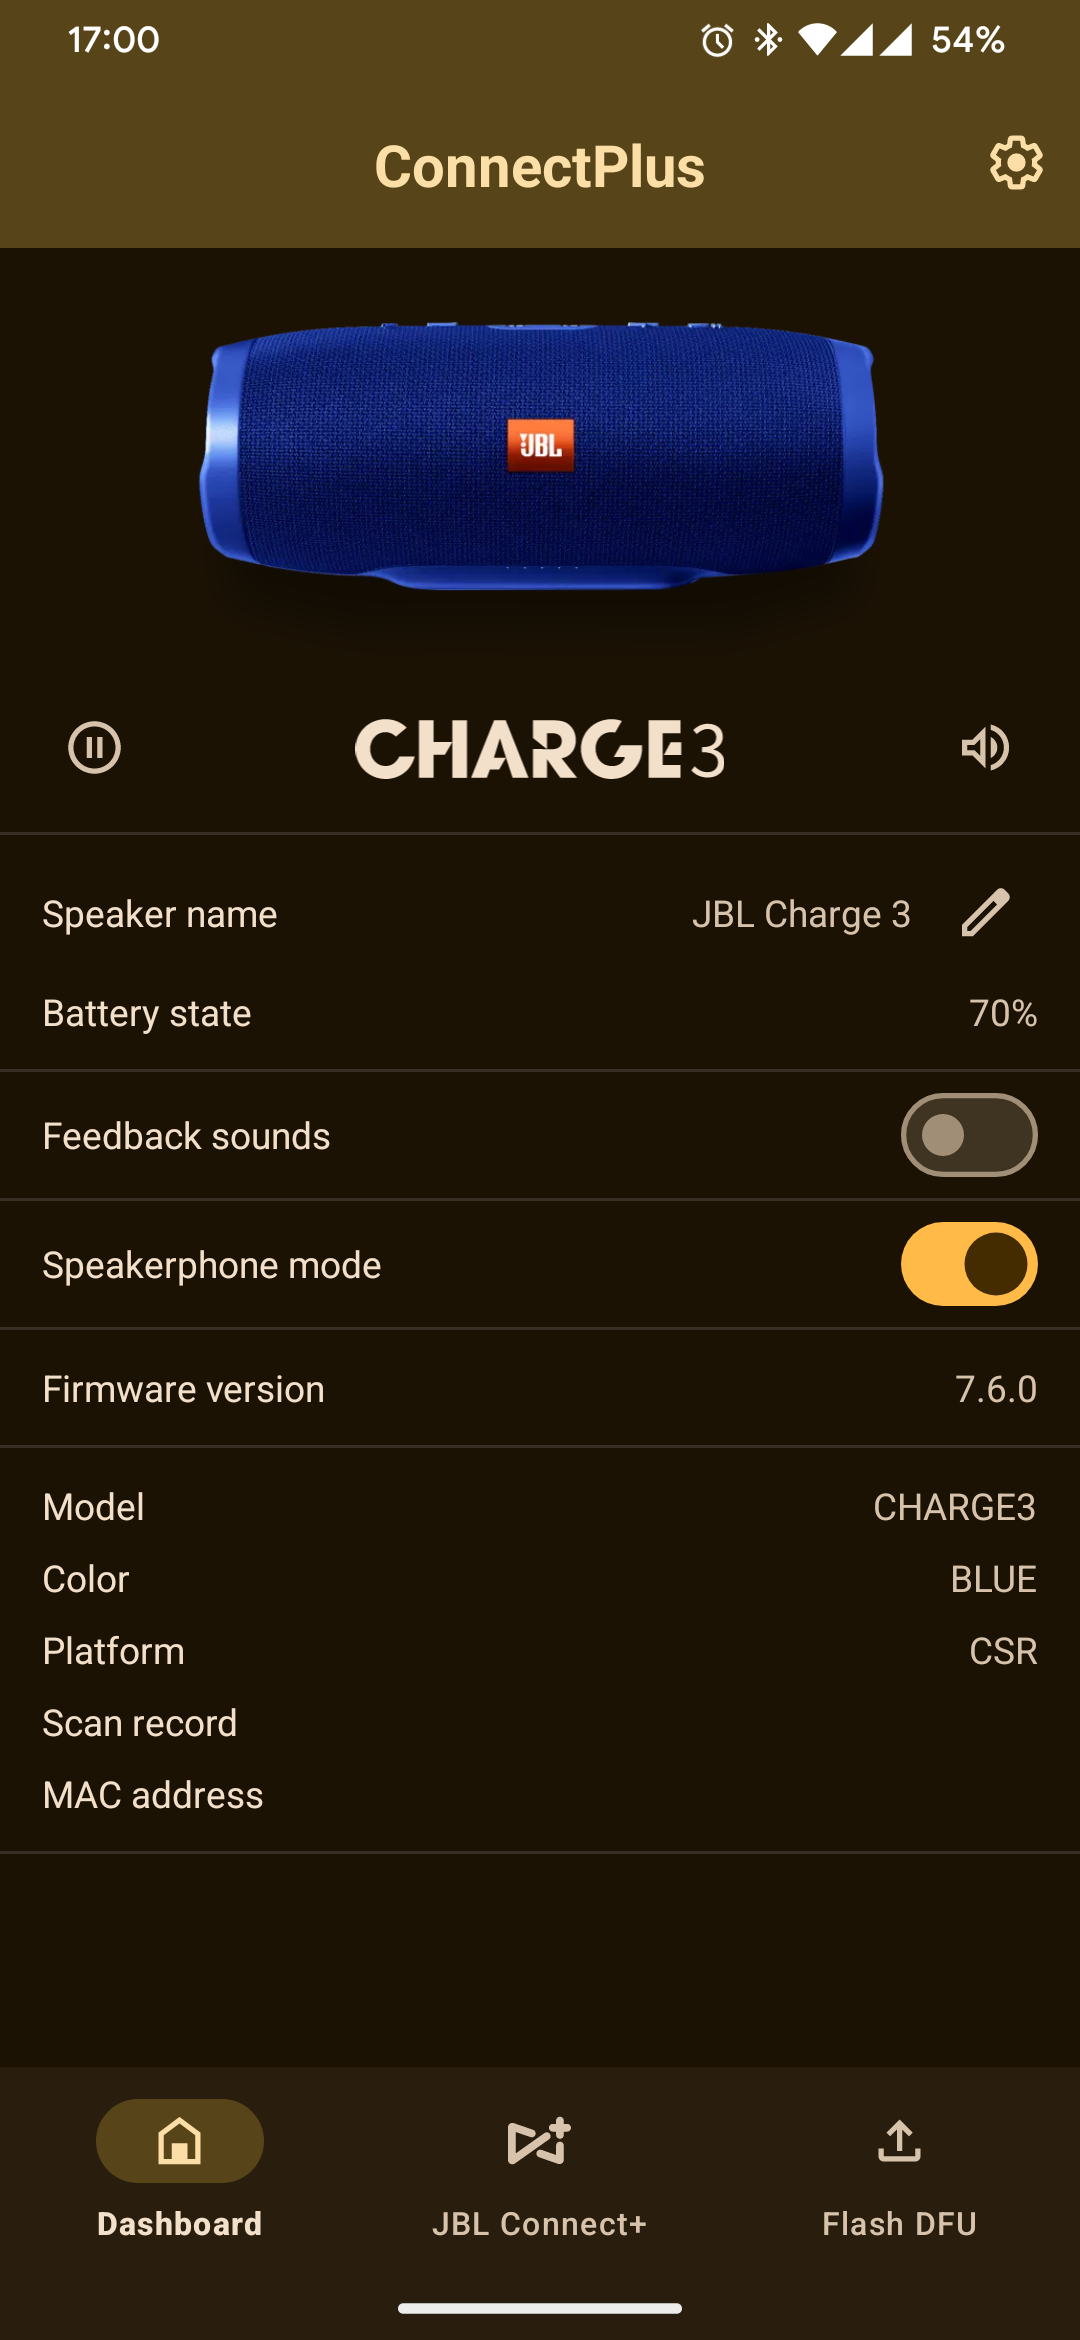 17:00 54%
ConnectPlus
JBL
CHARGE3
Speaker name JBL Charge 3
Battery state 70%
Feedback sounds
Speakerphone mode
Firmware version 7.6.0
Model CHARGE3
Color BLUE
Platform CSR
Scan record
MAC address
Dashboard JBL Connect+ Flash DFU